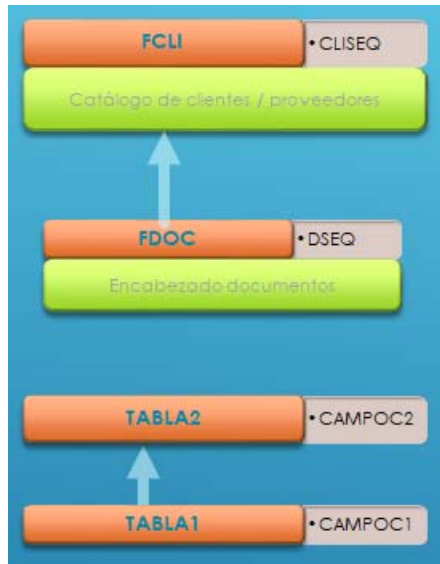 FCLI
• CLISEQ
Catálogo de clientes / proveedores
FDOC
• DSEQ
Encabezado documentos
TABLA2
• CAMPOC2
TABLA1
• CAMPOC1